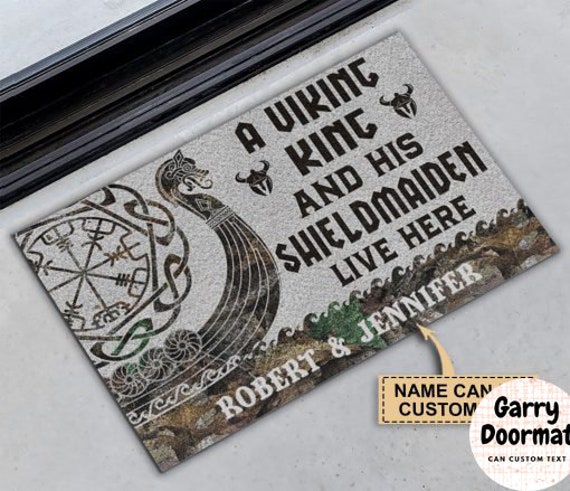 A VIKING
KING
AND HIS
SHIELDMAIDEN
LIVE HERE
ROBERT & JENNIFER
NAME CAN
CUSTOM
Garry
Doormat
CAN CUSTOM TEXT